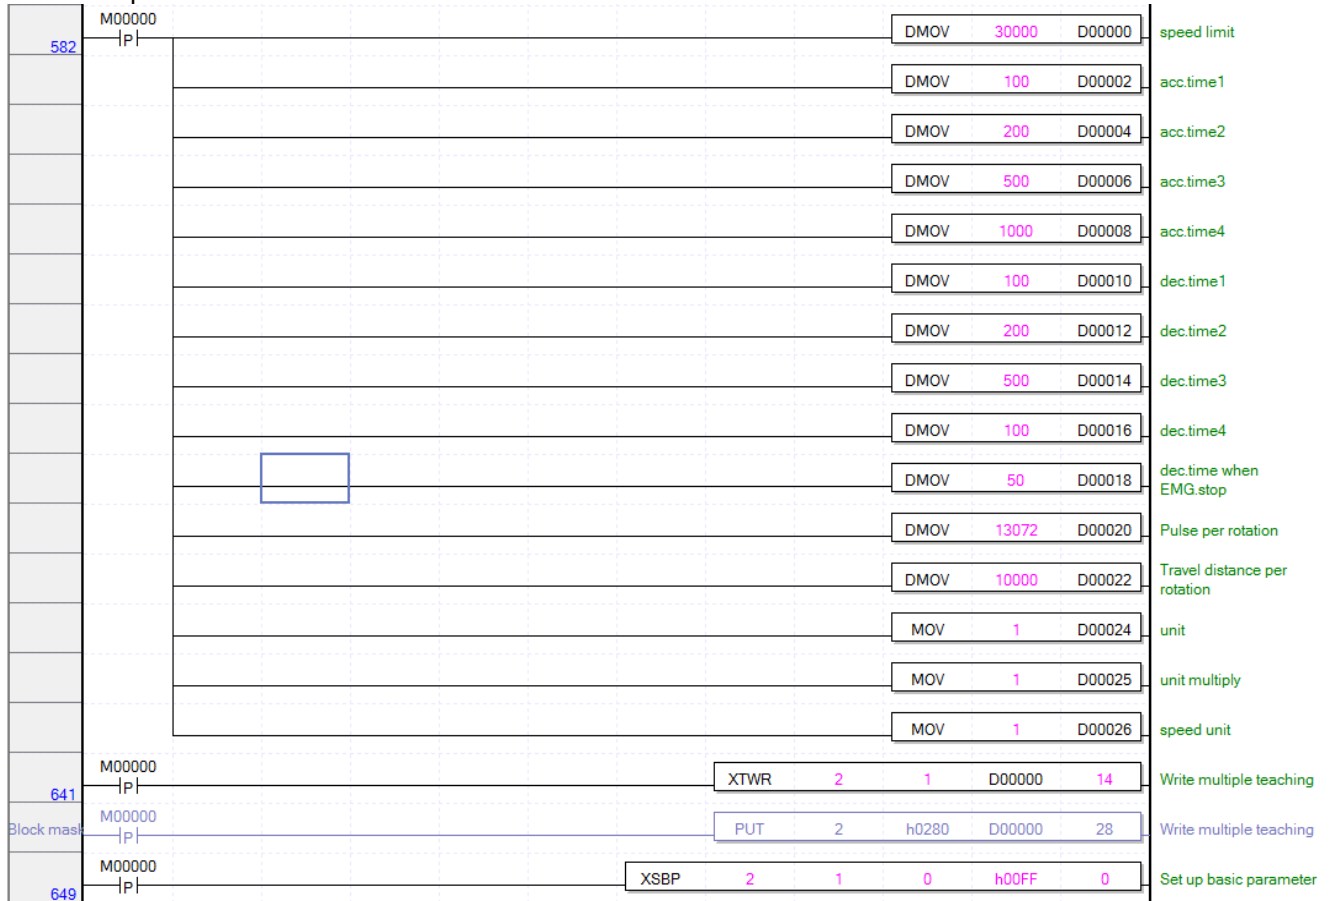 M00000
P
582
DMOV 30000 D00000 speed limit
DMOV 100 D00002 acc.time1
DMOV 200 D00004 acc.time2
DMOV 500 D00006 acc.time3
DMOV 1000 D00008 acc.time4
DMOV 100 D00010 dec.time1
DMOV 200 D00012 dec.time2
DMOV 500 D00014 dec.time3
DMOV 100 D00016 dec.time4
DMOV 50 D00018 dec.time when
EMG.stop
DMOV 13072 D00020 Pulse per rotation
DMOV 10000 D00022 Travel distance per
rotation
MOV 1 D00024 unit
MOV 1 D00025 unit multiply
MOV 1 D00026 speed unit
M00000
P
641
XTWR 2 1 D00000 14 Write multiple teaching
M00000
P
Block mask
PUT 2 h0280 D00000 28 Write multiple teaching
M00000
P
649
XSBP 2 1 0 h00FF 0 Set up basic parameter